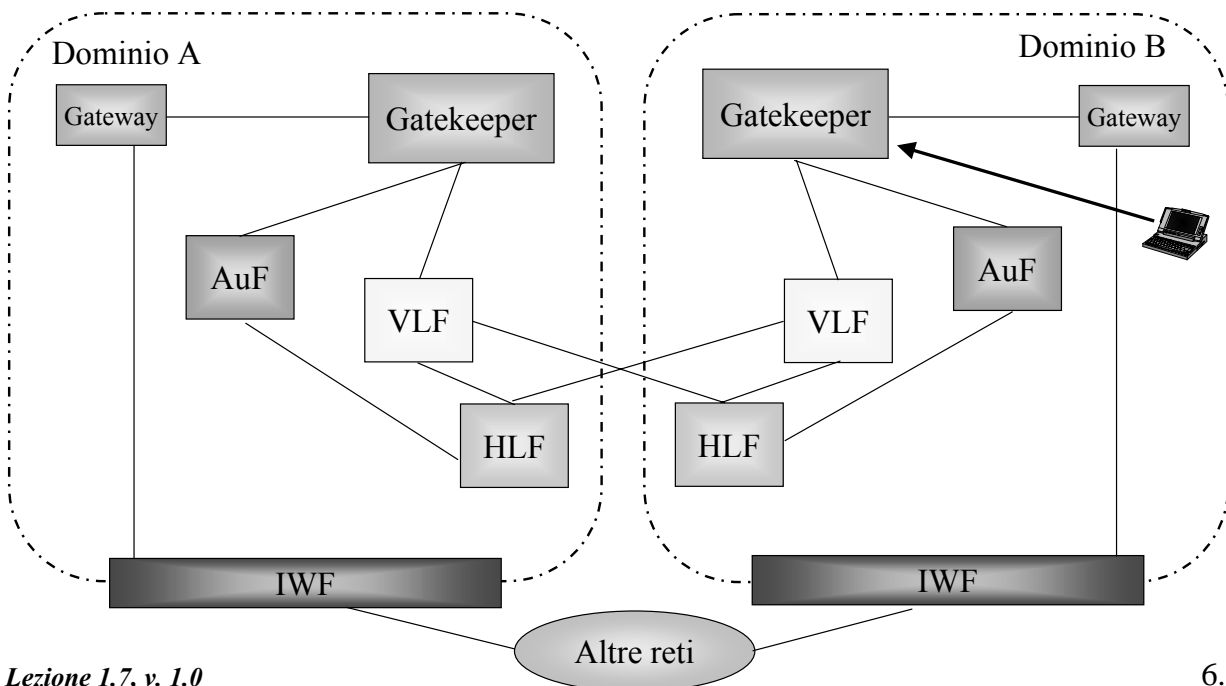 Dominio A
Gateway
Gatekeeper
AuF
VLF
HLF
IWF
Dominio B
Gatekeeper
Gateway
AuF
VLF
HLF
IWF
Altre reti
Lezione 1.7, v. 1.0
6.